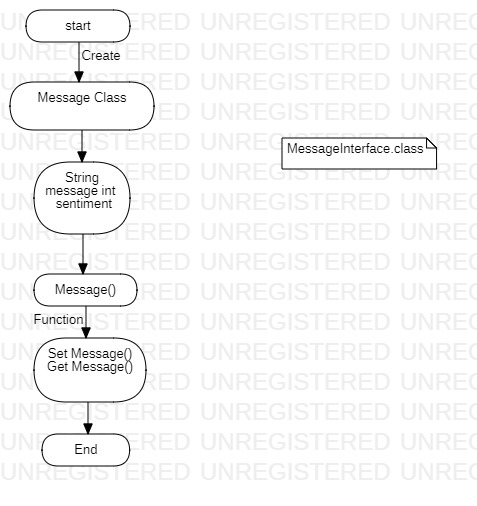 start
Create
Message Class
MessageInterface.class
String
message int
sentiment
Message()
Function
Set Message()
Get Message()
End
UNREGISTERED UNREGISTERED UNREGISTERED